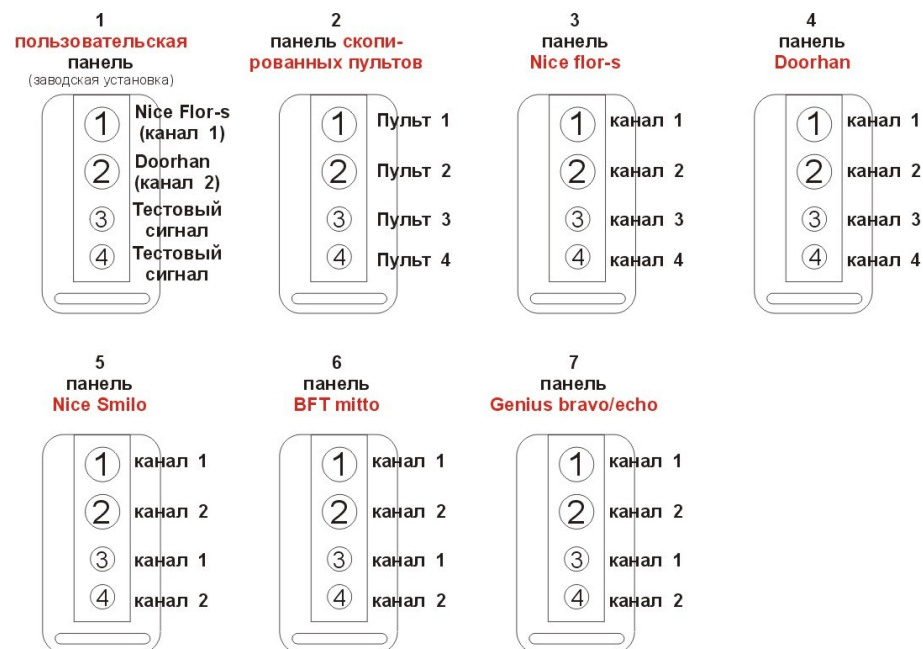 1
пользовательская
панель
(заводская установка)
1
Nice Flor-s
(канал 1)
2
Doorhan
(канал 2)
3
Тестовый
сигнал
4
Тестовый
сигнал
2
панель скопи-
рованных пультов
1 Пульт 1
2 Пульт 2
3 Пульт 3
4 Пульт 4
3
панель
Nice flor-s
1 канал 1
2 канал 2
3 канал 3
4 канал 4
4
панель
Doorhan
1 канал 1
2 канал 2
3 канал 3
4 канал 4
5
панель
Nice Smilo
1 канал 1
2 канал 2
3 канал 1
4 канал 2
6
панель
BFT mitto
1 канал 1
2 канал 2
3 канал 1
4 канал 2
7
панель
Genius bravo/echo
1 канал 1
2 канал 2
3 канал 1
4 канал 2